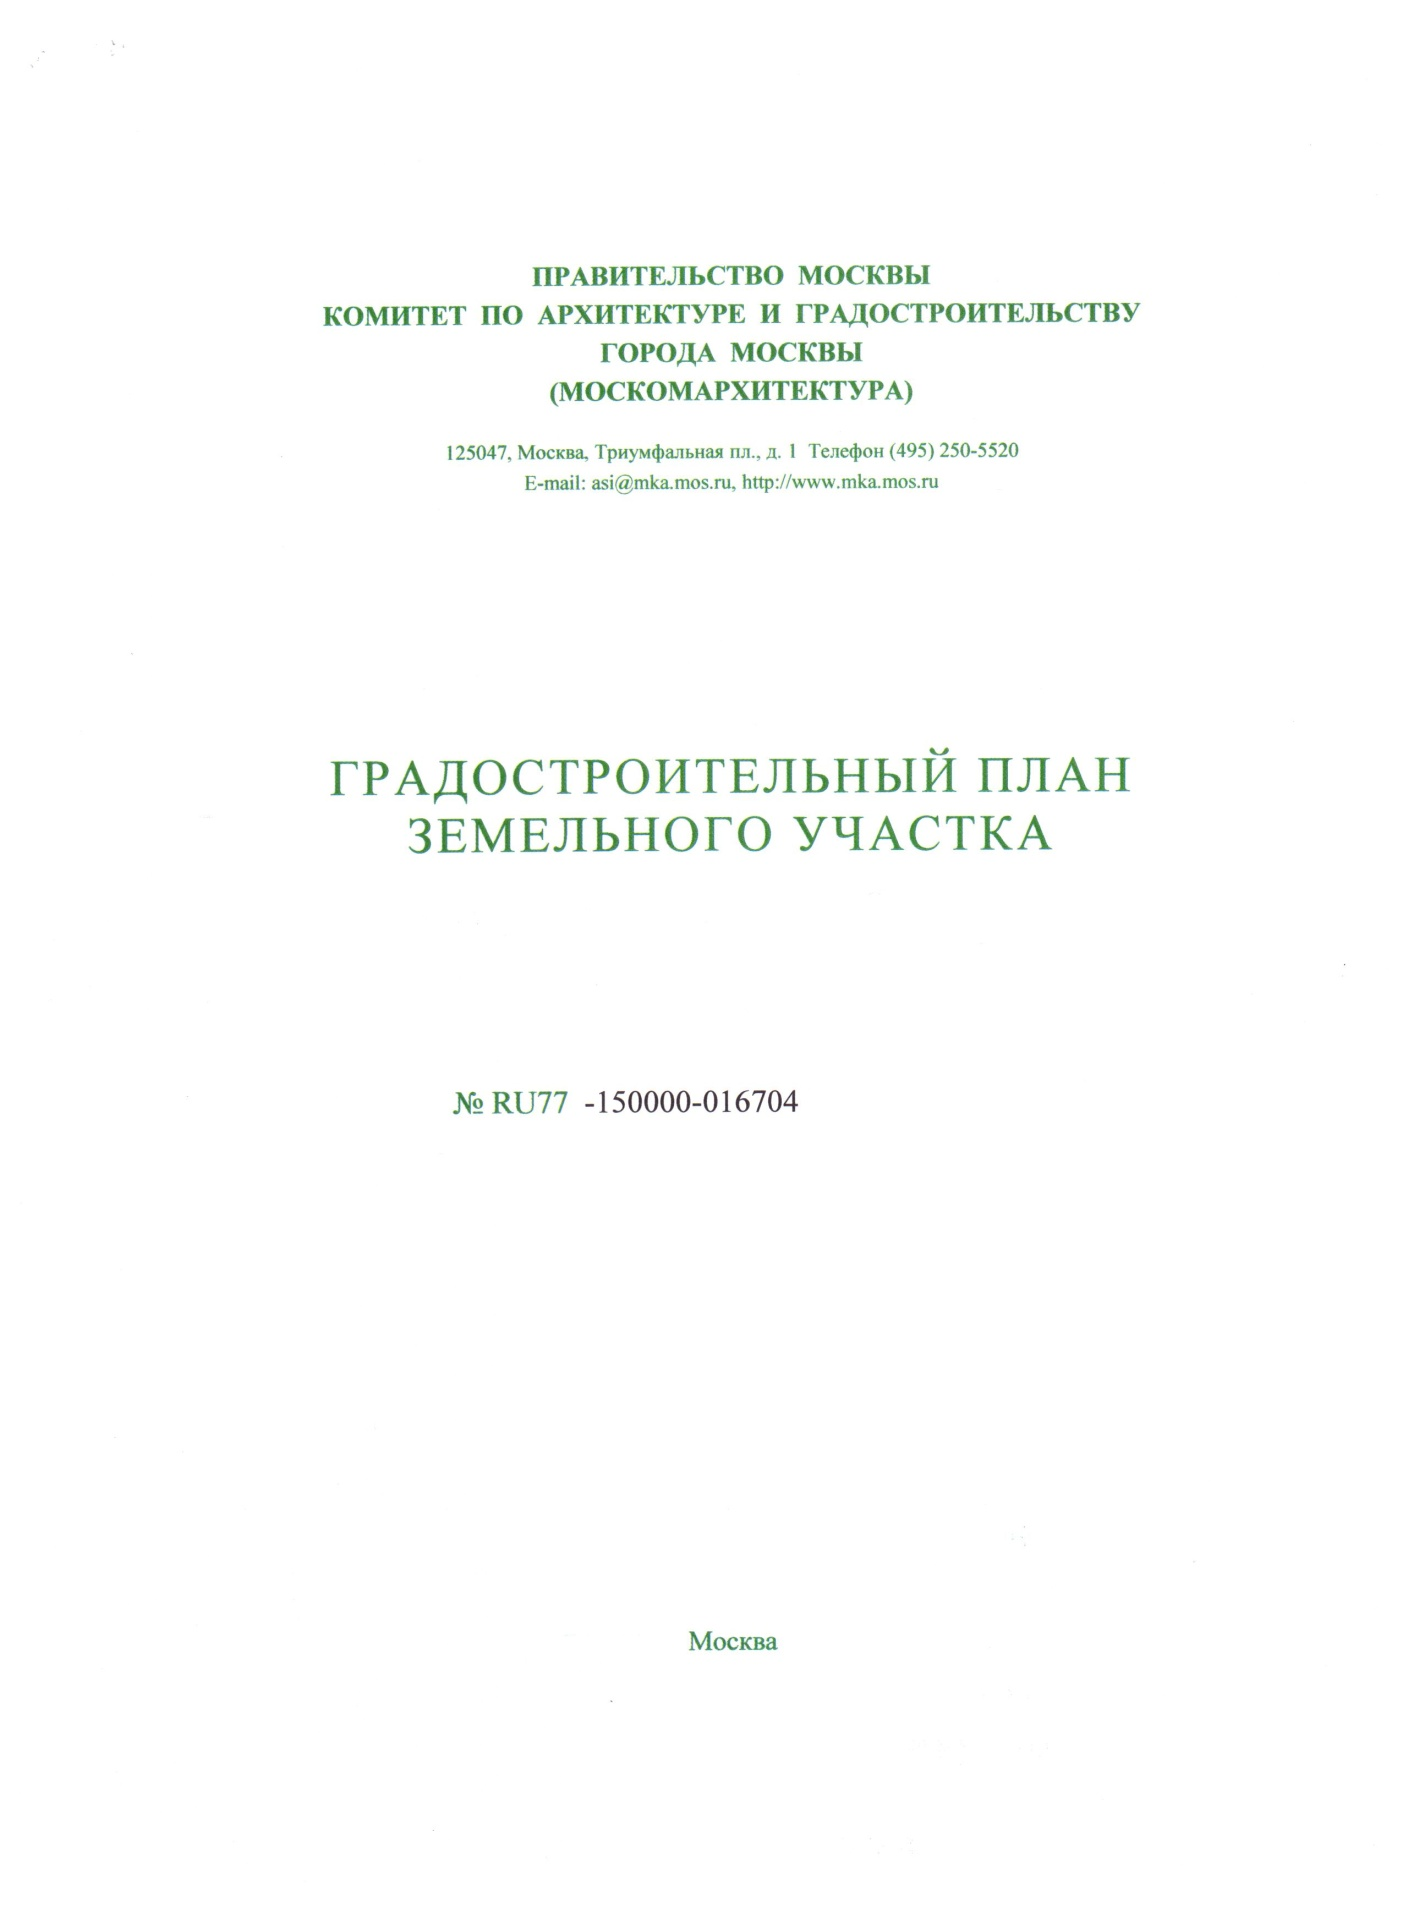 ПРАВИТЕЛЬСТВО МОСКВЫ
КОМИТЕТ ПО АРХИТЕКТУРЕ И ГРАДОСТРОИТЕЛЬСТВУ
ГОРОДА МОСКВЫ
(МОСКОМАРХИТЕКТУРА)
125047, Москва, Триумфальная пл., д. 1 Телефон (495) 250-5520
E-mail: asi@mka.mos.ru, http://www.mka.mos.ru
ГРАДОСТРОИТЕЛЬНЫЙ ПЛАН
ЗЕМЕЛЬНОГО УЧАСТКА
№ RU77 -150000-016704
Москва